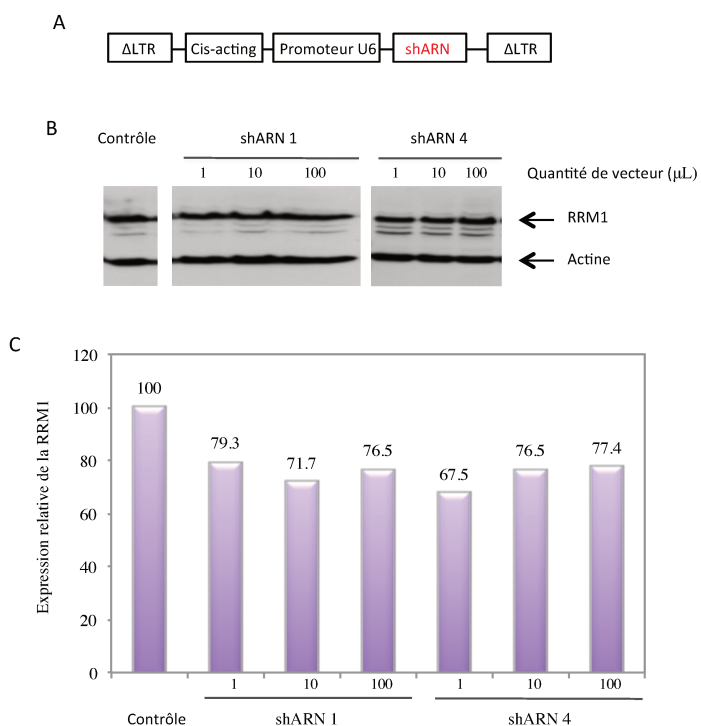 A
ΔLTR Cis-acting Promoteur U6 shARN ΔLTR
B
Contrôle shARN 1 shARN 4
1 10 100 1 10 100 Quantité de vecteur (μL)
RRM1
Actine
C
Expression relative de la RRM1
120
100
80
60
40
20
0
100
79.3
71.7
76.5
67.5
76.5
77.4
1 10 100 1 10 100
Contrôle shARN 1 shARN 4